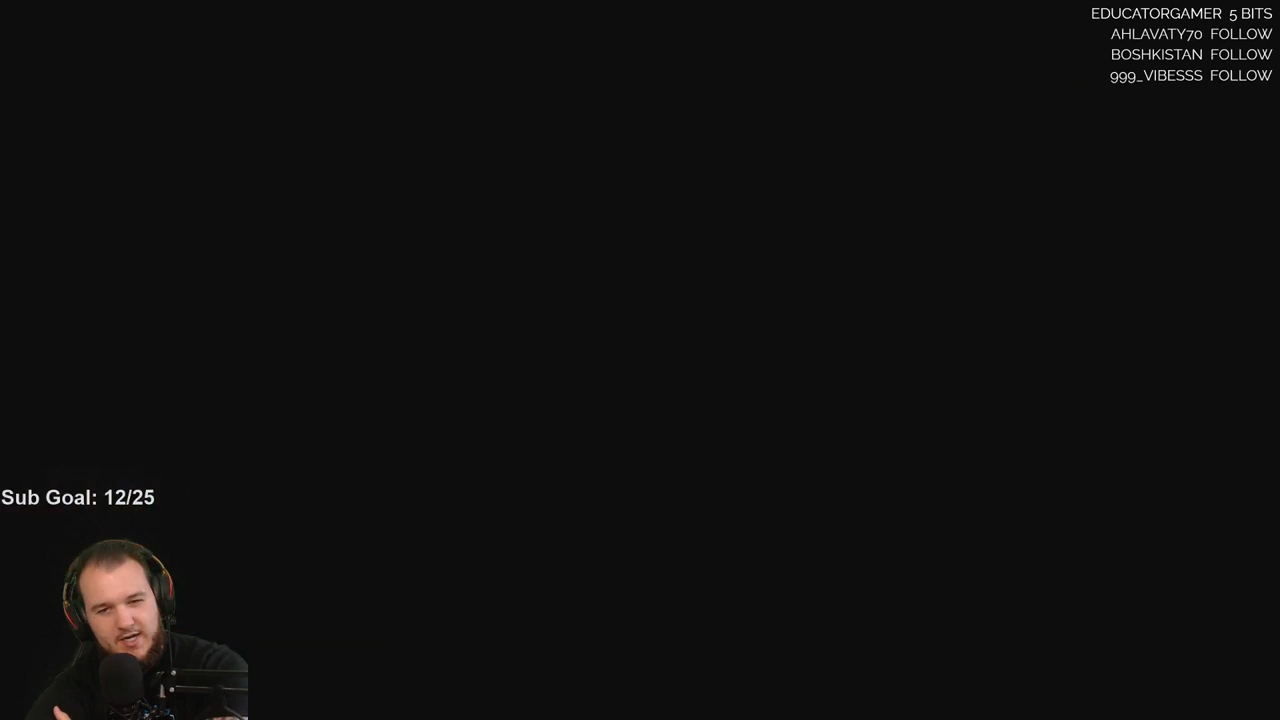 EDUCATORGAMER 5 BITS
AHLAVATY70 FOLLOW
BOSHKISTAN FOLLOW
999_VIBESSS FOLLOW
Sub Goal: 12/25